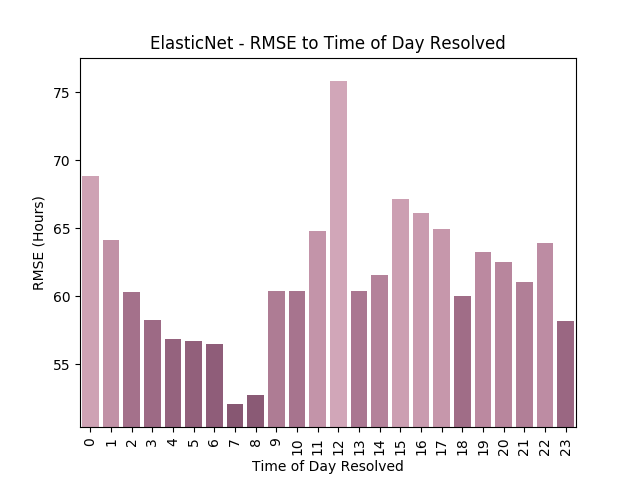 ElasticNet - RMSE to Time of Day Resolved
75
70
65
60
55
RMSE (Hours)
0 1 2 3 4 5 6 7 8 9 10 11 12 13 14 15 16 17 18 19 20 21 22 23
Time of Day Resolved